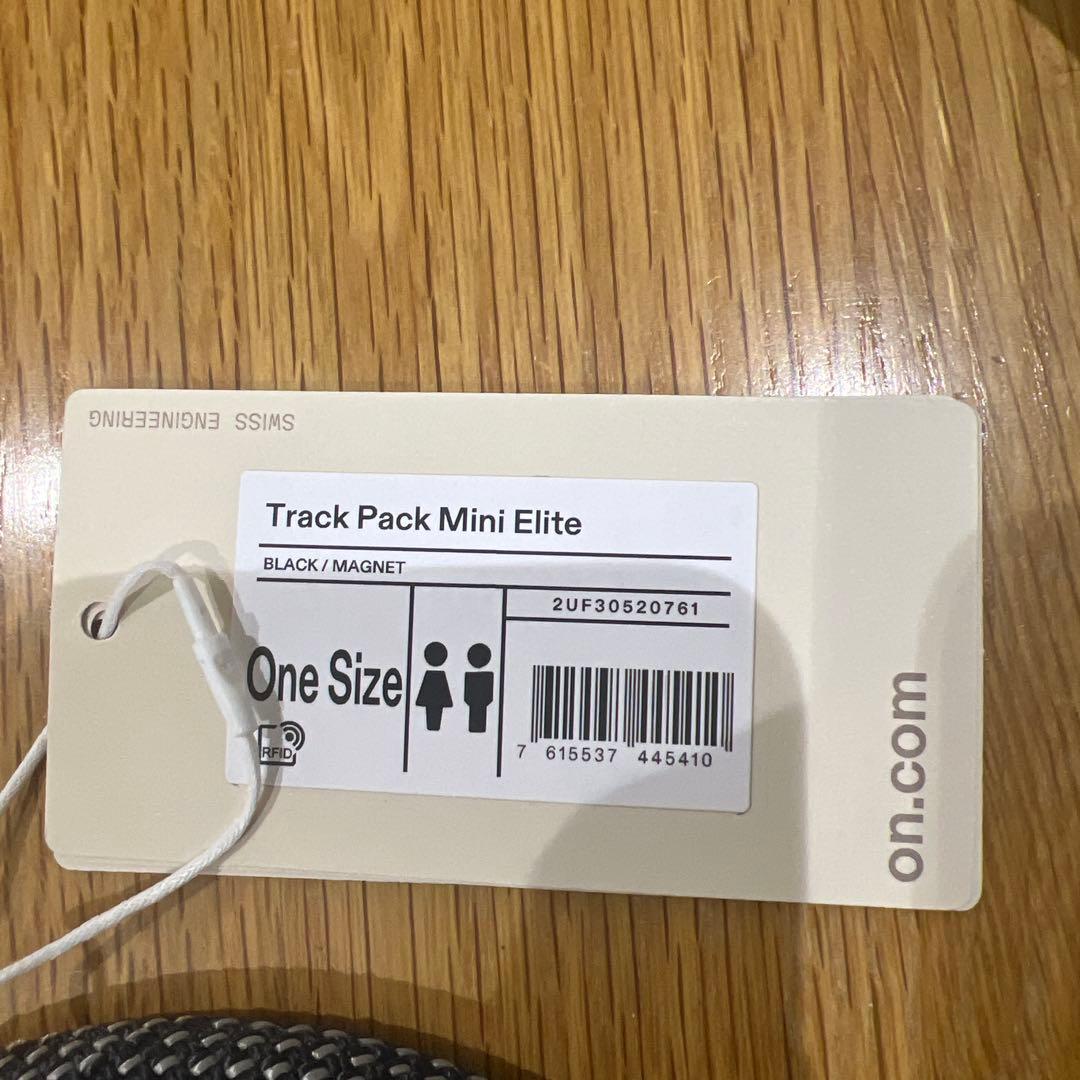 SWISS ENGINEERING
Track Pack Mini Elite
BLACK / MAGNET
2UF30520761
One Size
RFID
7 615537 445410
on.com